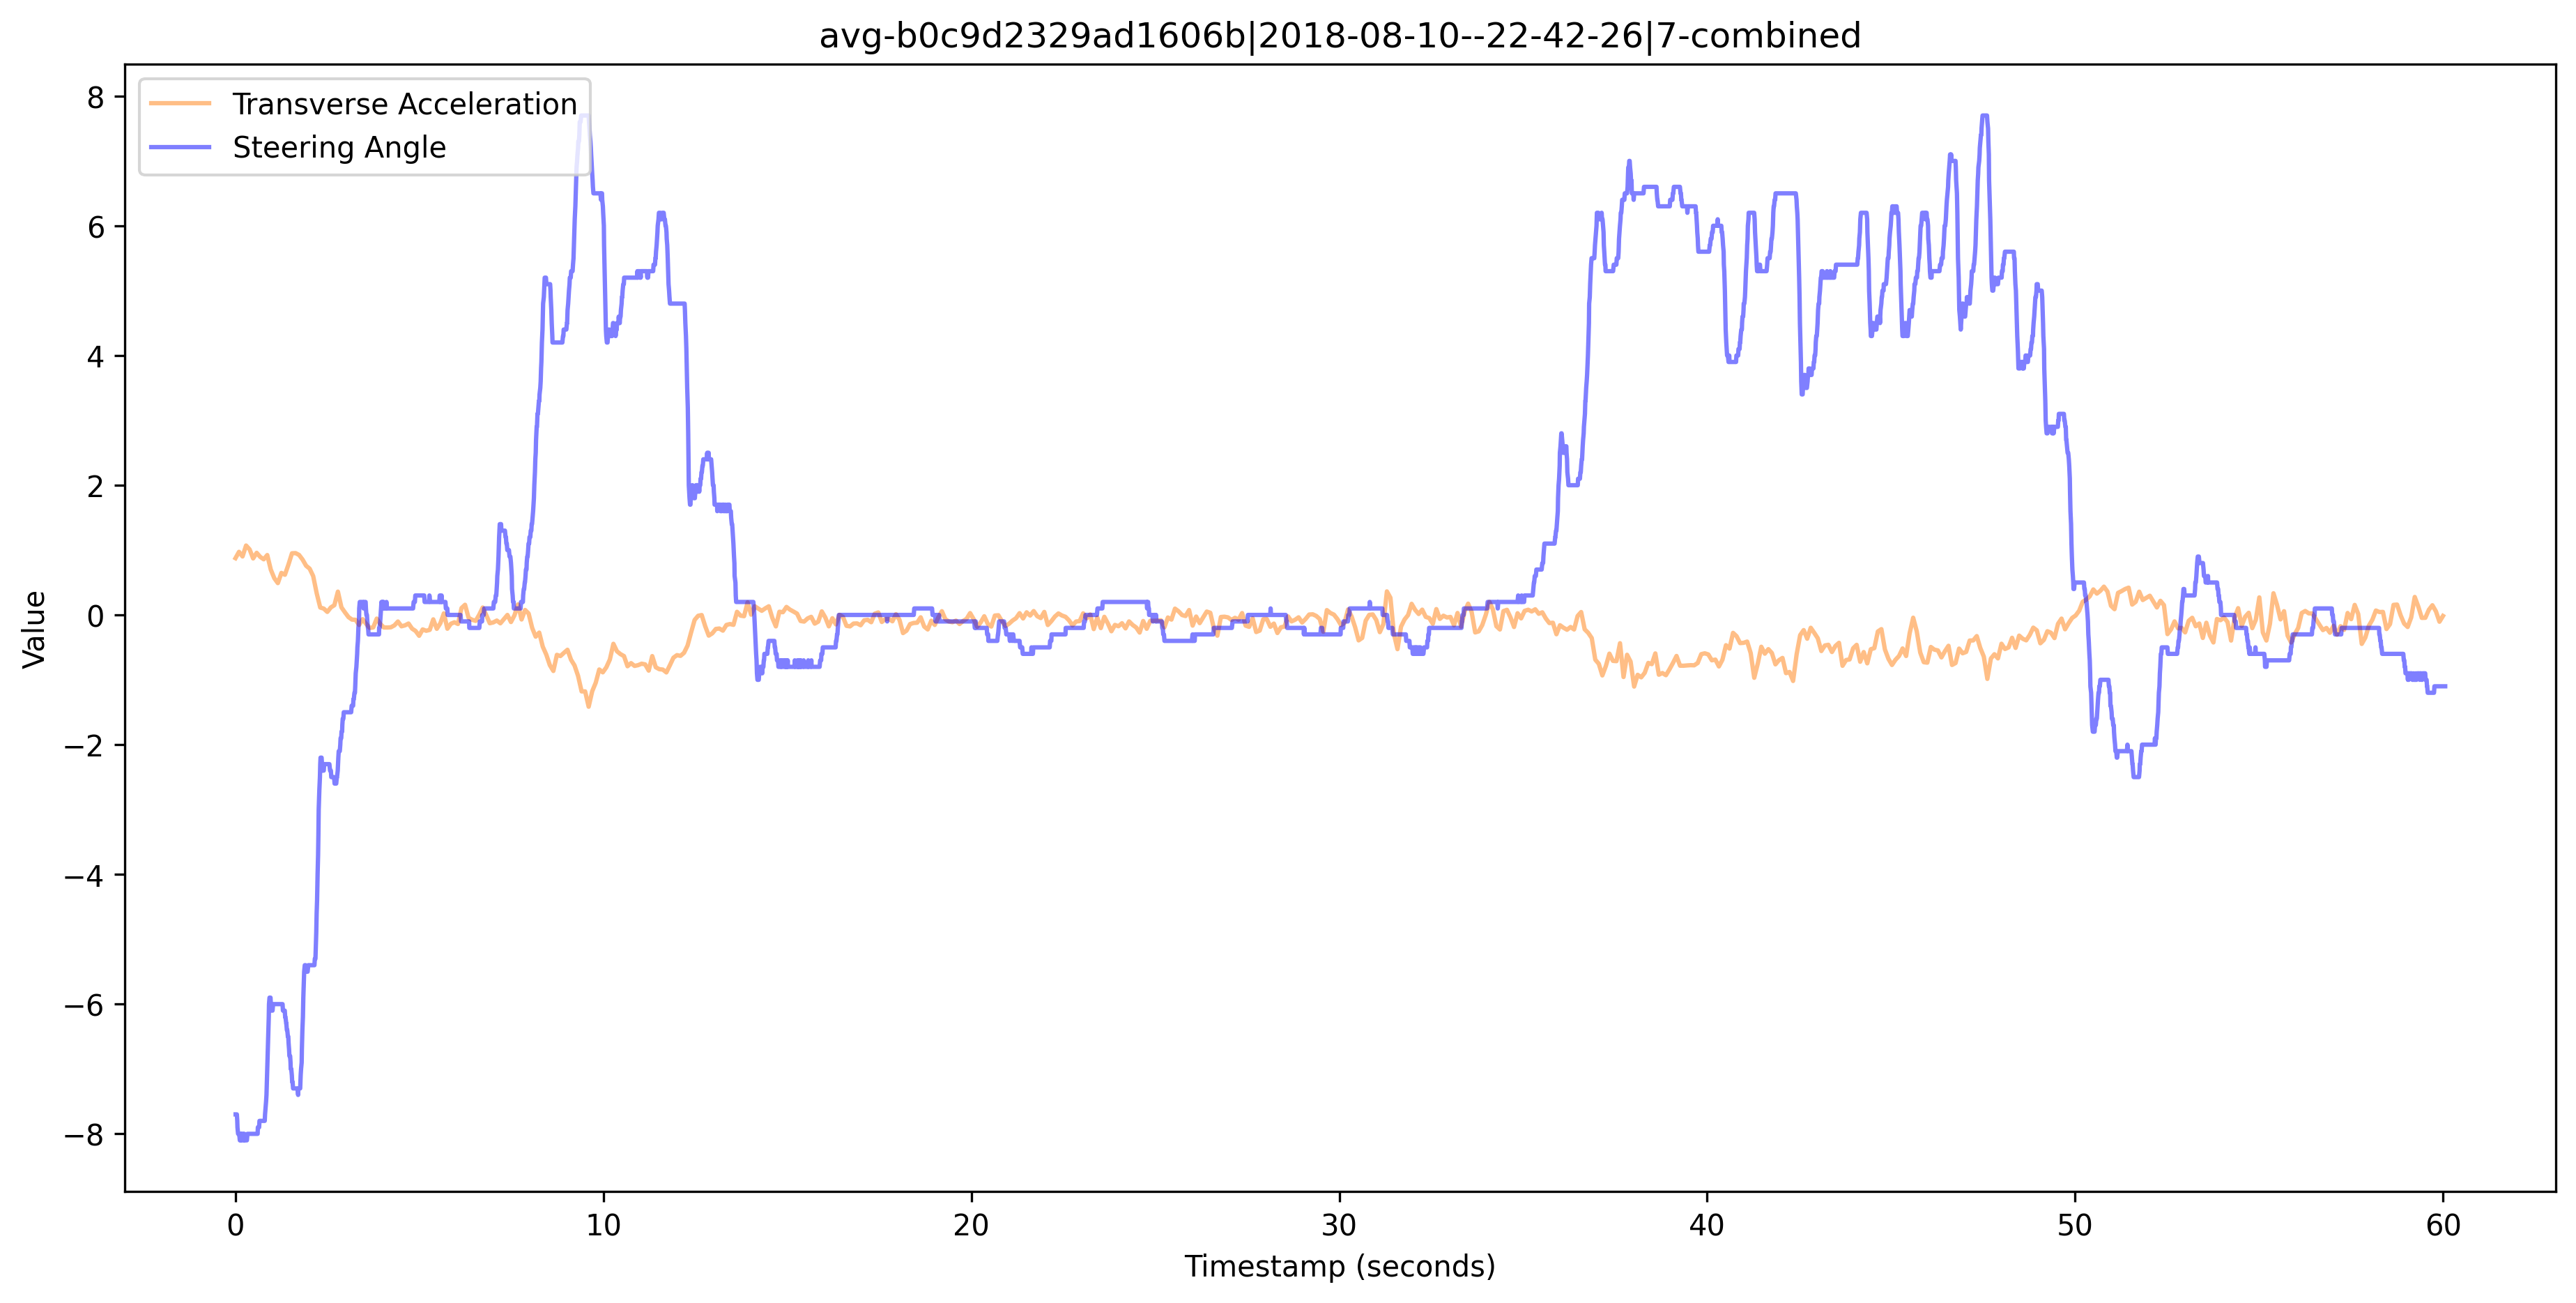 avg-b0c9d2329ad1606b|2018-08-10--22-42-26|7-combined
Transverse Acceleration
Steering Angle
8
6
4
2
0
−2
−4
−6
−8
Value
0 10 20 30 40 50 60
Timestamp (seconds)